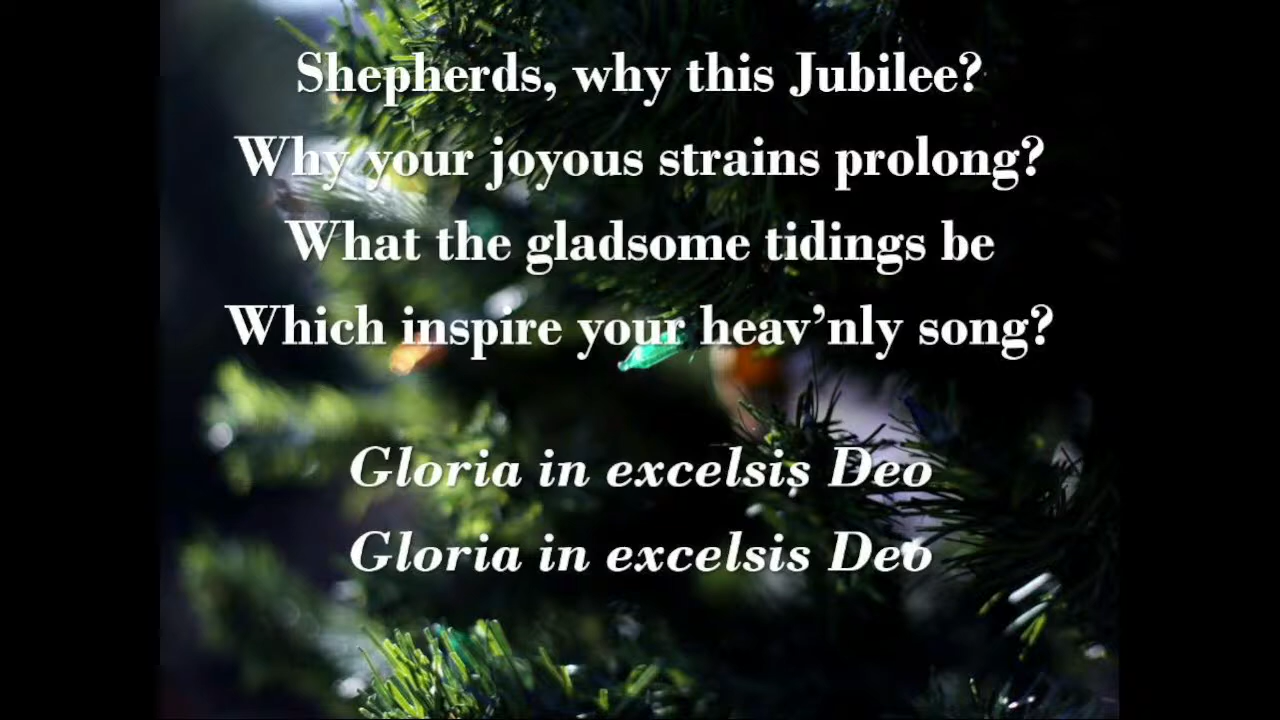 Shepherds, why this Jubilee?
Why your joyous strains prolong?
What the gladsome tidings be
Which inspire your heav’nly song?
Gloria in excelsis Deo
Gloria in excelsis Deo